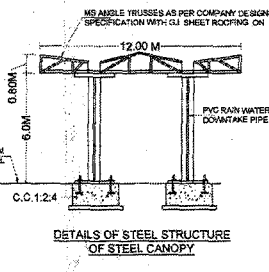 MS ANGLE TRUSSES AS PER COMPANY DESIGN
SPECIFICATION WITH G.I SHEET ROOFING ON
12.00 M
0.80M
6.0M
PVC RAIN WATER
DOWNTAKE PIPE
C.C.1:2:4
DETAILS OF STEEL STRUCTURE
OF STEEL CANOPY